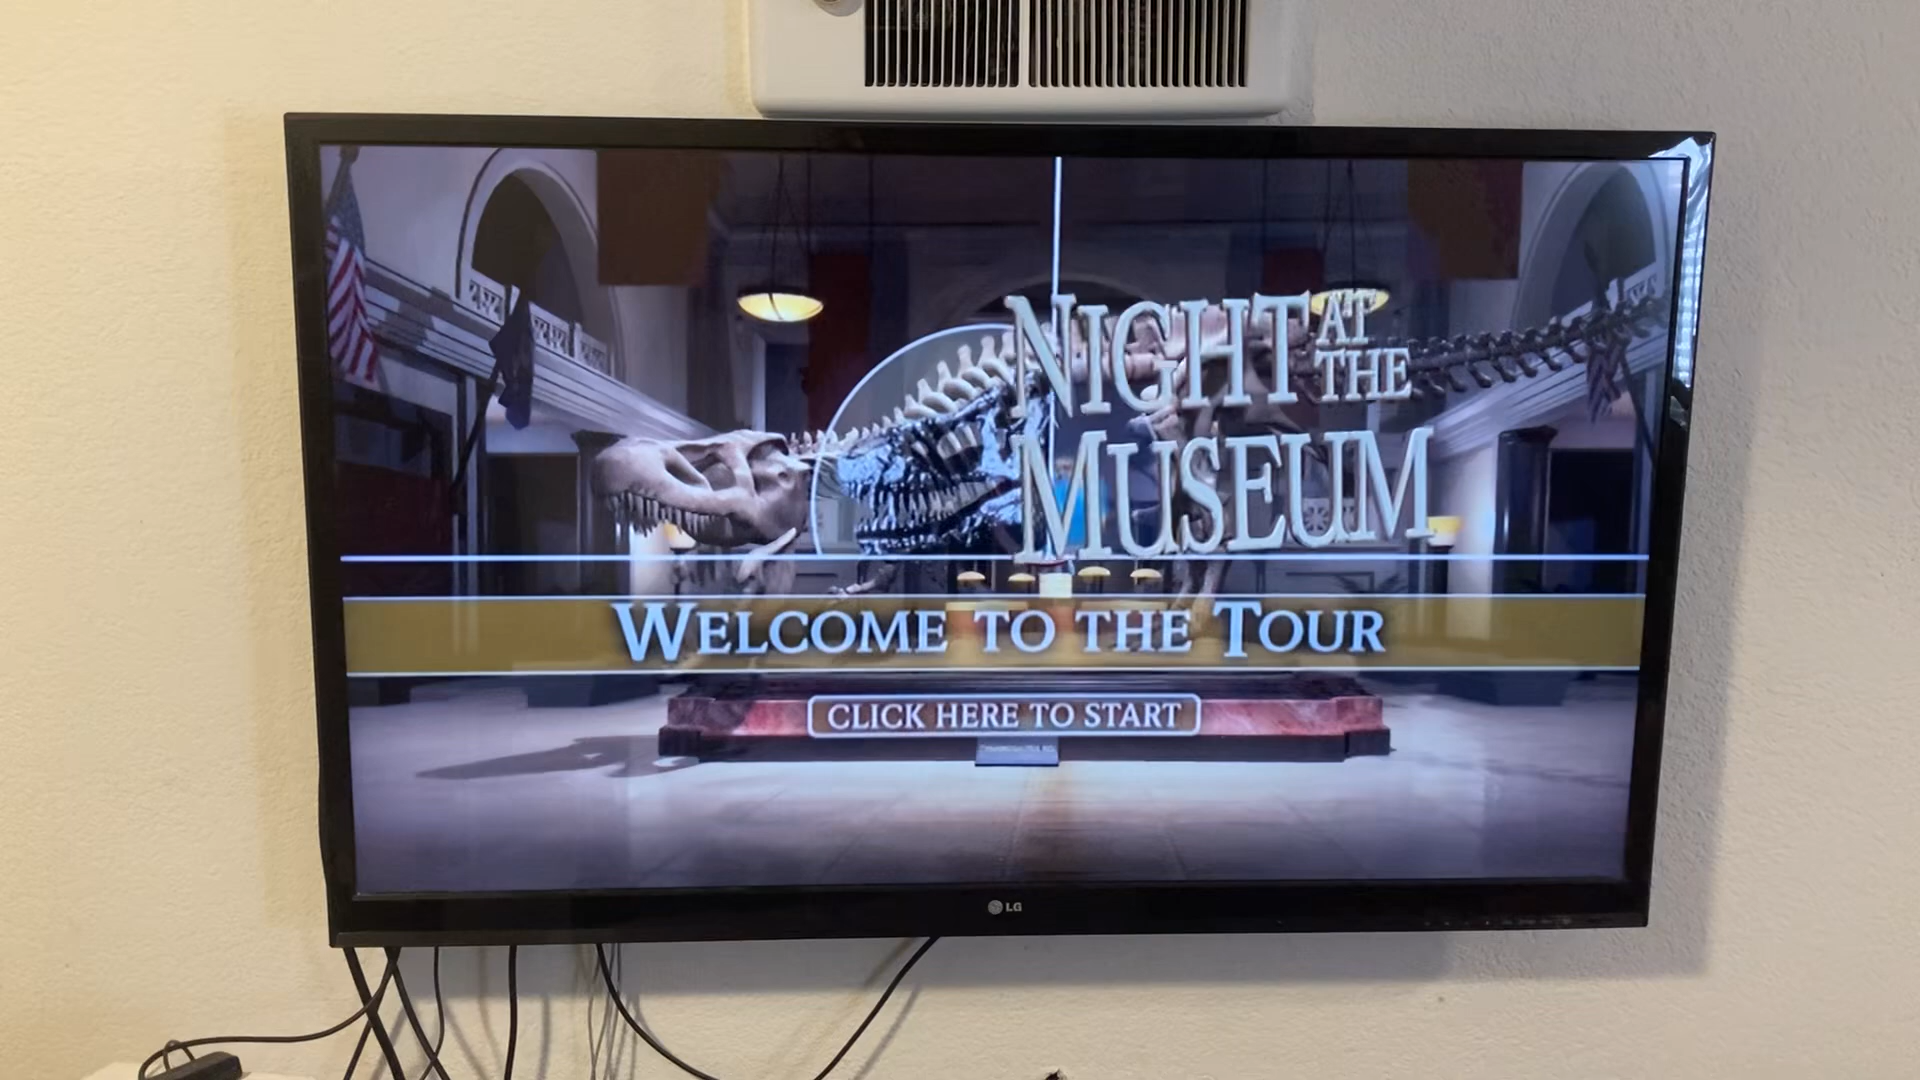 NIGHT AT THE
MUSEUM
WELCOME TO THE TOUR
CLICK HERE TO START
LG